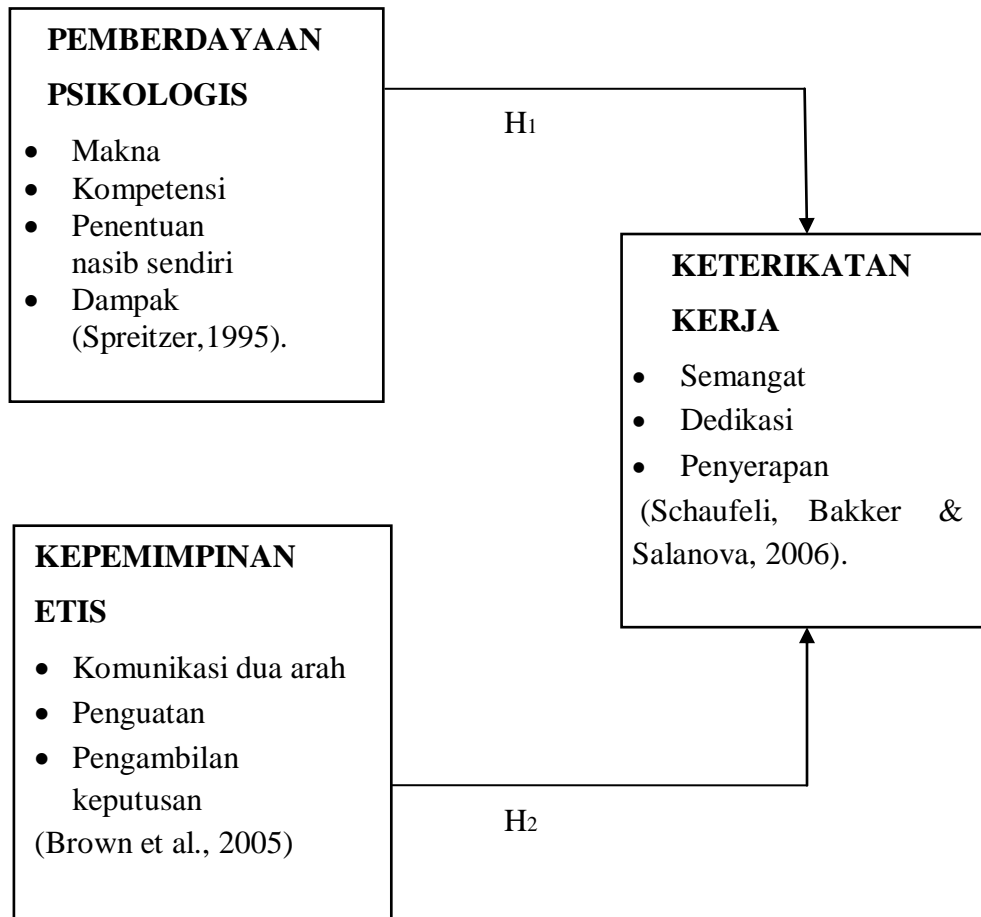 PEMBERDAYAAN
PSIKOLOGIS
• Makna
• Kompetensi
• Penentuan
nasib sendiri
• Dampak
(Spreitzer,1995).
H1
KETERIKATAN
KERJA
• Semangat
• Dedikasi
• Penyerapan
(Schaufeli, Bakker &
Salanova, 2006).
KEPEMIMPINAN
ETIS
• Komunikasi dua arah
• Penguatan
• Pengambilan
keputusan
(Brown et al., 2005)
H2